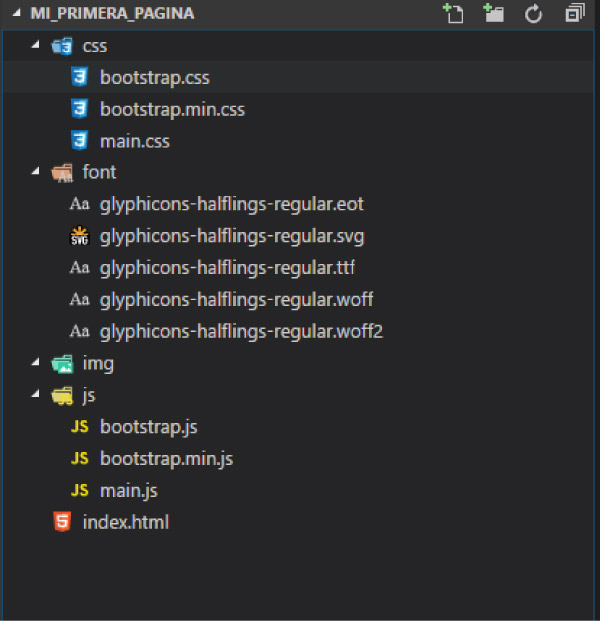 MI_PRIMERA_PAGINA
css
bootstrap.css
bootstrap.min.css
main.css
font
Aa glyphicons-halflings-regular.eot
SVG glyphicons-halflings-regular.svg
Aa glyphicons-halflings-regular.ttf
Aa glyphicons-halflings-regular.woff
Aa glyphicons-halflings-regular.woff2
img
js
JS bootstrap.js
JS bootstrap.min.js
JS main.js
index.html